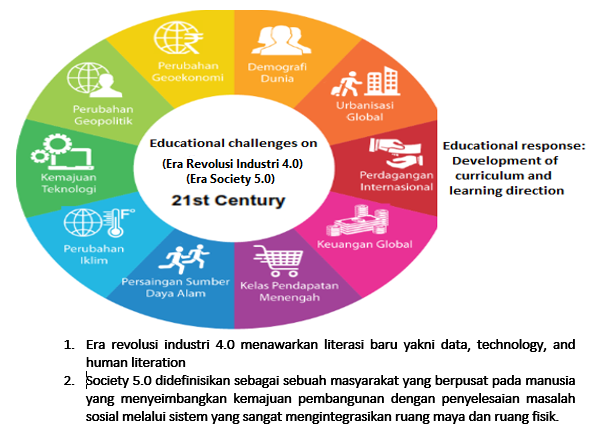 Perubahan
Geoekonomi
Demografi
Dunia
Urbanisasi
Global
Perdagangan
Internasional
Keuangan Global
Kelas Pendapatan
Menengah
Persaingan Sumber
Daya Alam
Perubahan
Iklim
Kemajuan
Teknologi
Perubahan
Geopolitik
Educational challenges on
(Era Revolusi Industri 4.0)
(Era Society 5.0)
21st Century
Educational response:
Development of
curriculum and
learning direction
1. Era revolusi industri 4.0 menawarkan literasi baru yakni data, technology, and
human literation
2. Society 5.0 didefinisikan sebagai sebuah masyarakat yang berpusat pada manusia
yang menyeimbangkan kemajuan pembangunan dengan penyelesaian masalah
sosial melalui sistem yang sangat mengintegrasikan ruang maya dan ruang fisik.